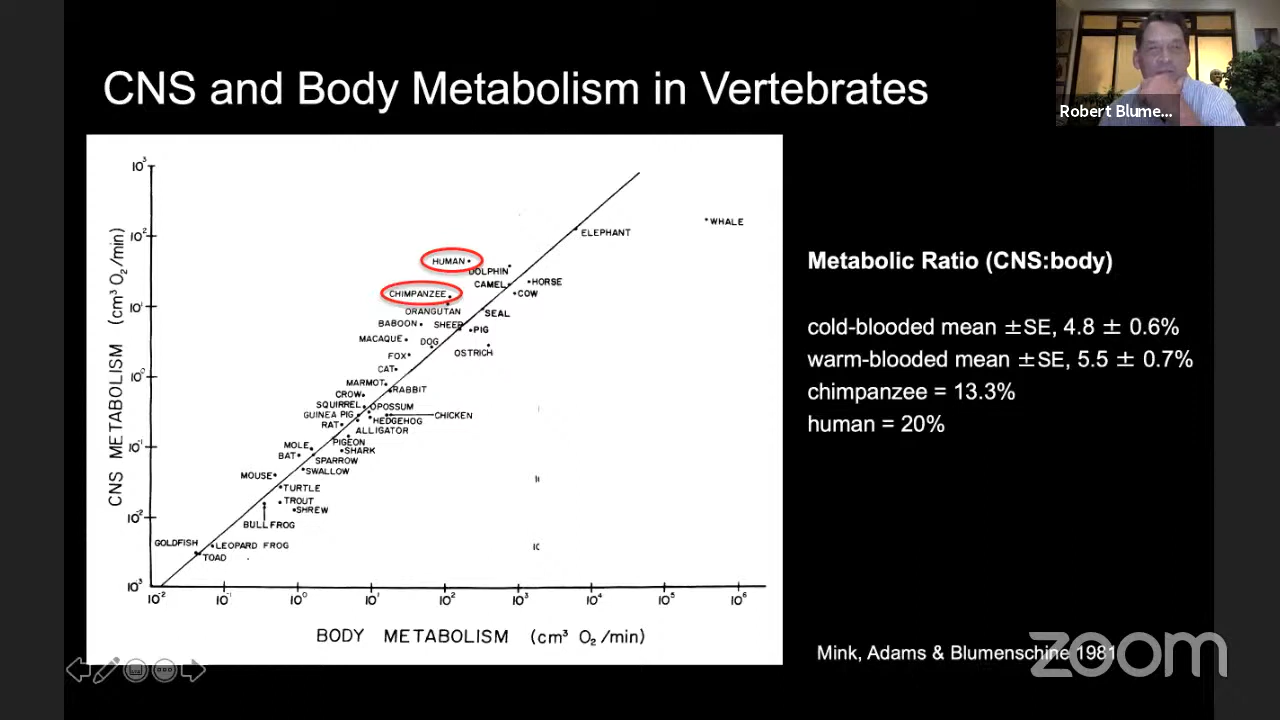 CNS and Body Metabolism in Vertebrates
Robert Blume...
CNS METABOLISM (cm³ O₂/min)
10³
10²
10¹
10⁰
10⁻¹
10⁻²
10³
WHALE
ELEPHANT
HUMAN
DOLPHIN
CAMEL
HORSE
CHIMPANZEE
COW
ORANGUTAN
SEAL
BABOON
SHEEP
PIG
MACAQUE
DOG
OSTRICH
FOX
CAT
MARMOT
RABBIT
CROW
SQUIRREL
OPOSSUM
GUINEA PIG
HEDGEHOG
CHICKEN
RAT
ALLIGATOR
PIGEON
MOLE
SHARK
BAT
SPARROW
SWALLOW
MOUSE
TURTLE
TROUT
SHREW
BULL FROG
GOLDFISH
LEOPARD FROG
TOAD
10⁻²
10⁻¹
10⁰
10¹
10²
10³
10⁴
10⁵
10⁶
BODY METABOLISM (cm³ O₂/min)
Metabolic Ratio (CNS:body)
cold-blooded mean ±SE, 4.8 ± 0.6%
warm-blooded mean ±SE, 5.5 ± 0.7%
chimpanzee = 13.3%
human = 20%
Mink, Adams & Blumenschine 1981
zoom